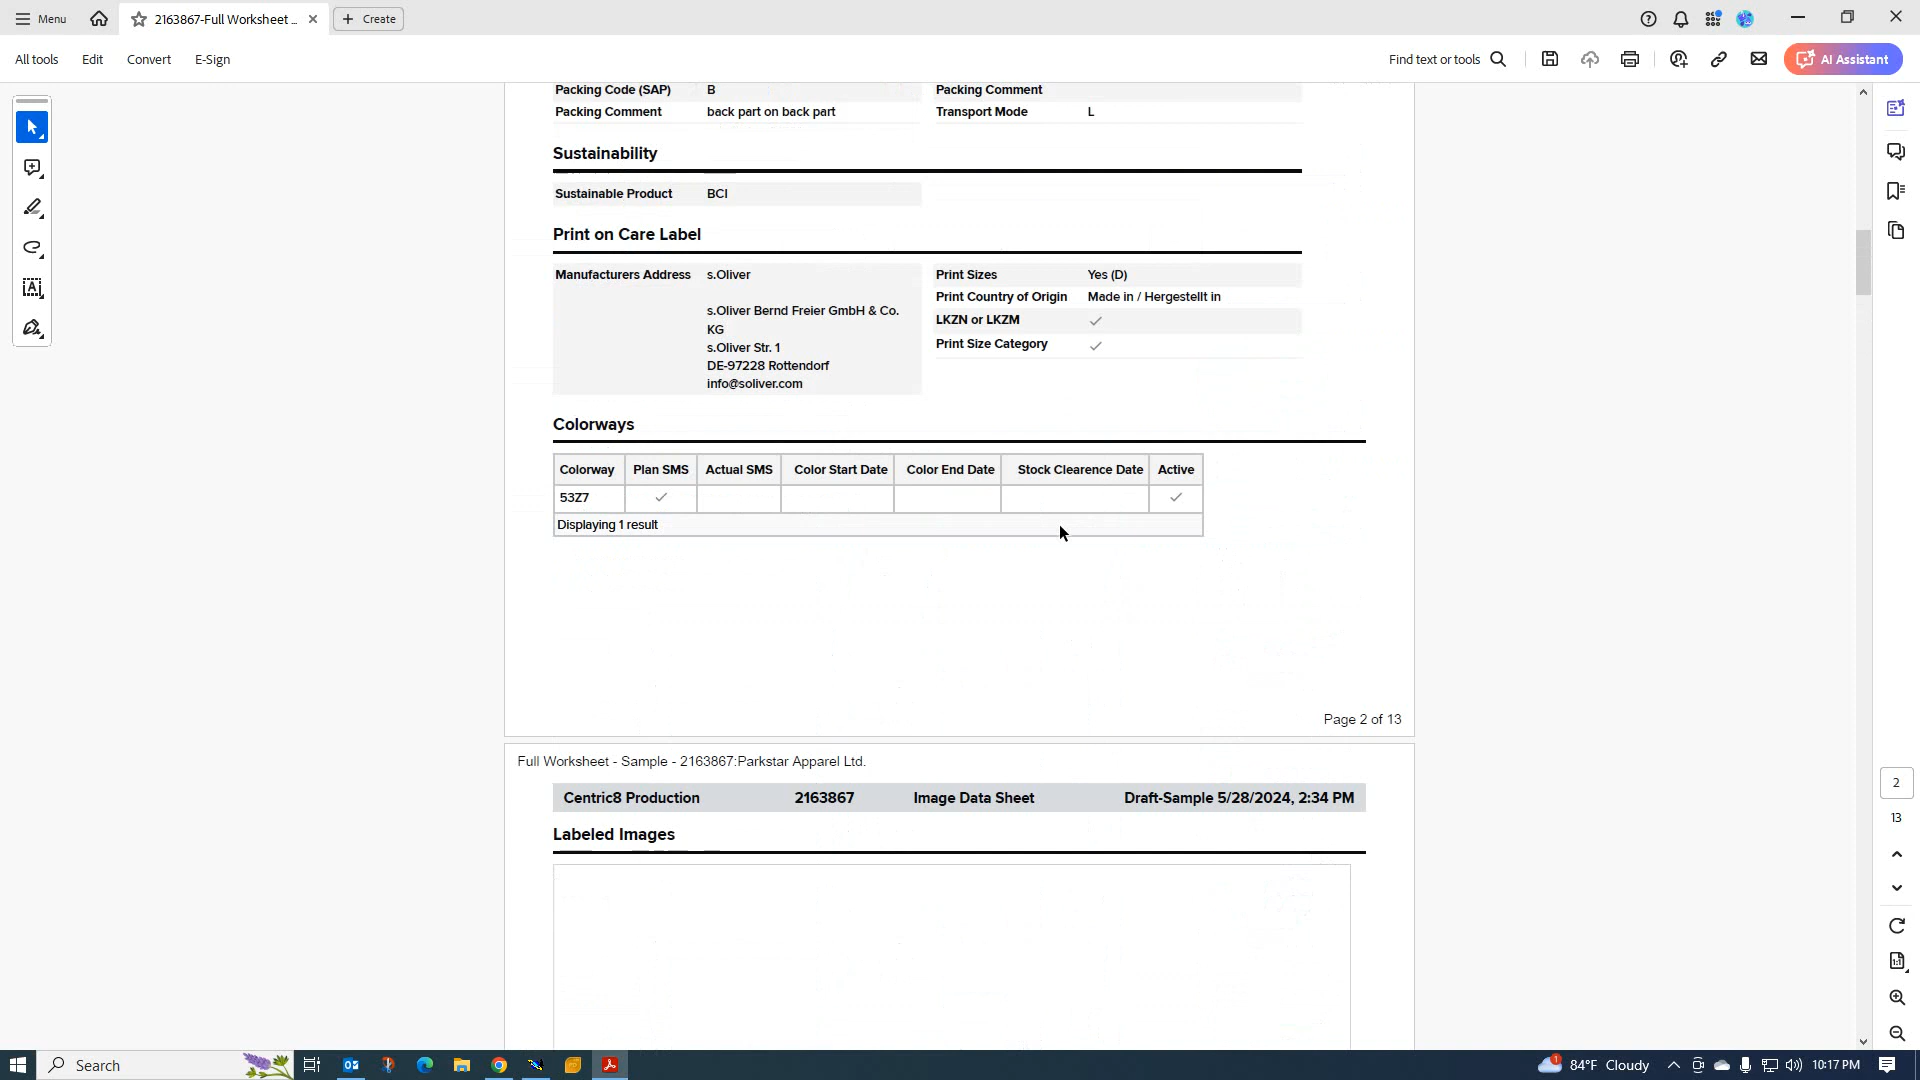 Menu
2163867-Full Worksheet ...
Create
All tools
Edit
Convert
E-Sign
Find text or tools
AI Assistant
Packing Code (SAP) B
Packing Comment
Packing Comment back part on back part
Transport Mode L
Sustainability
Sustainable Product BCI
Print on Care Label
Manufacturers Address s.Oliver
s.Oliver Bernd Freier GmbH & Co.
KG
s.Oliver Str. 1
DE-97228 Rottendorf
info@soliver.com
Print Sizes Yes (D)
Print Country of Origin Made in / Hergestellt in
LKZN or LKZM ✓
Print Size Category ✓
Colorways
Colorway Plan SMS Actual SMS Color Start Date Color End Date Stock Clearence Date Active
53Z7 ✓ ✓
Displaying 1 result
Page 2 of 13
Full Worksheet - Sample - 2163867:Parkstar Apparel Ltd.
Centric8 Production 2163867 Image Data Sheet Draft-Sample 5/28/2024, 2:34 PM
Labeled Images
2
13
Search
84°F Cloudy
10:17 PM